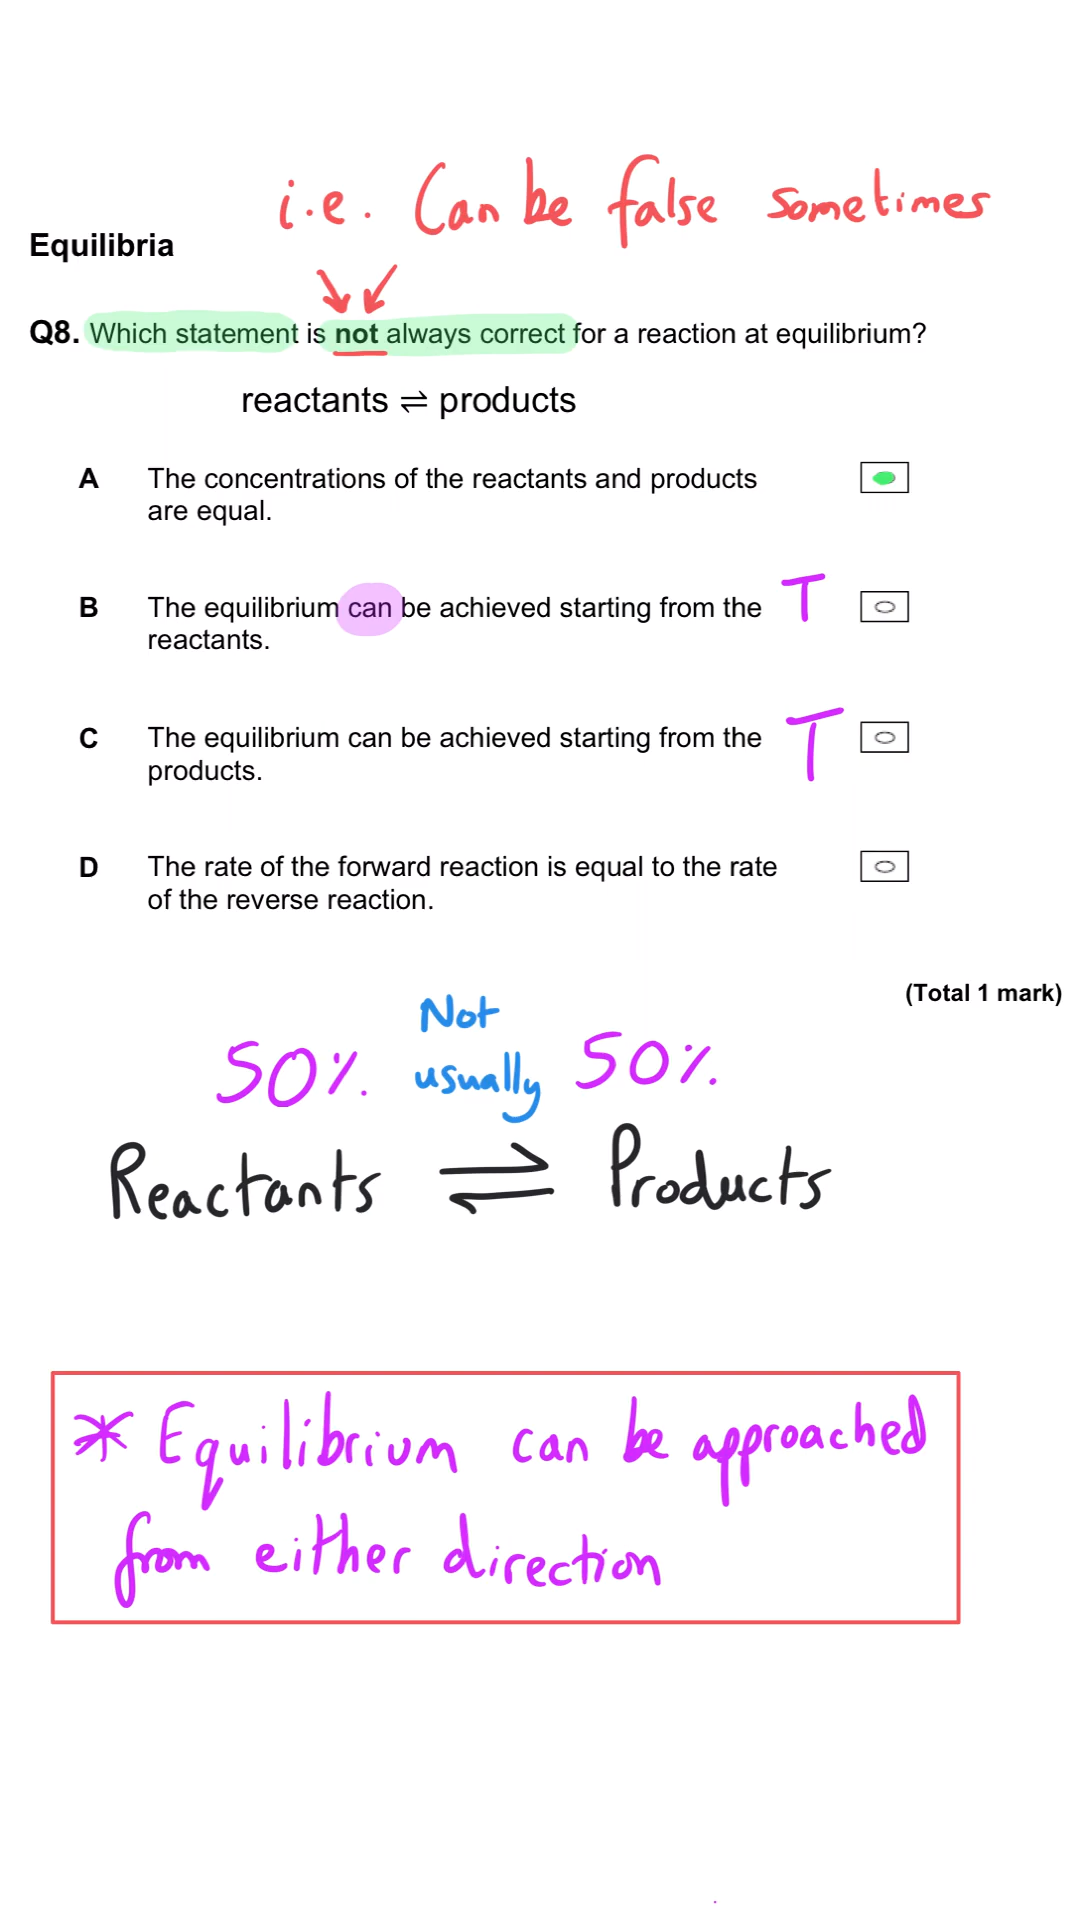 i.e. Can be false sometimes
Equilibria
Q8. Which statement is not always correct for a reaction at equilibrium?
reactants ⇌ products
A The concentrations of the reactants and products
are equal.
B The equilibrium can be achieved starting from the T
reactants.
C The equilibrium can be achieved starting from the T
products.
D The rate of the forward reaction is equal to the rate
of the reverse reaction.
(Total 1 mark)
Not
50%. usually 50%.
Reactants ⇌ Products
* Equilibrium can be approached
from either direction